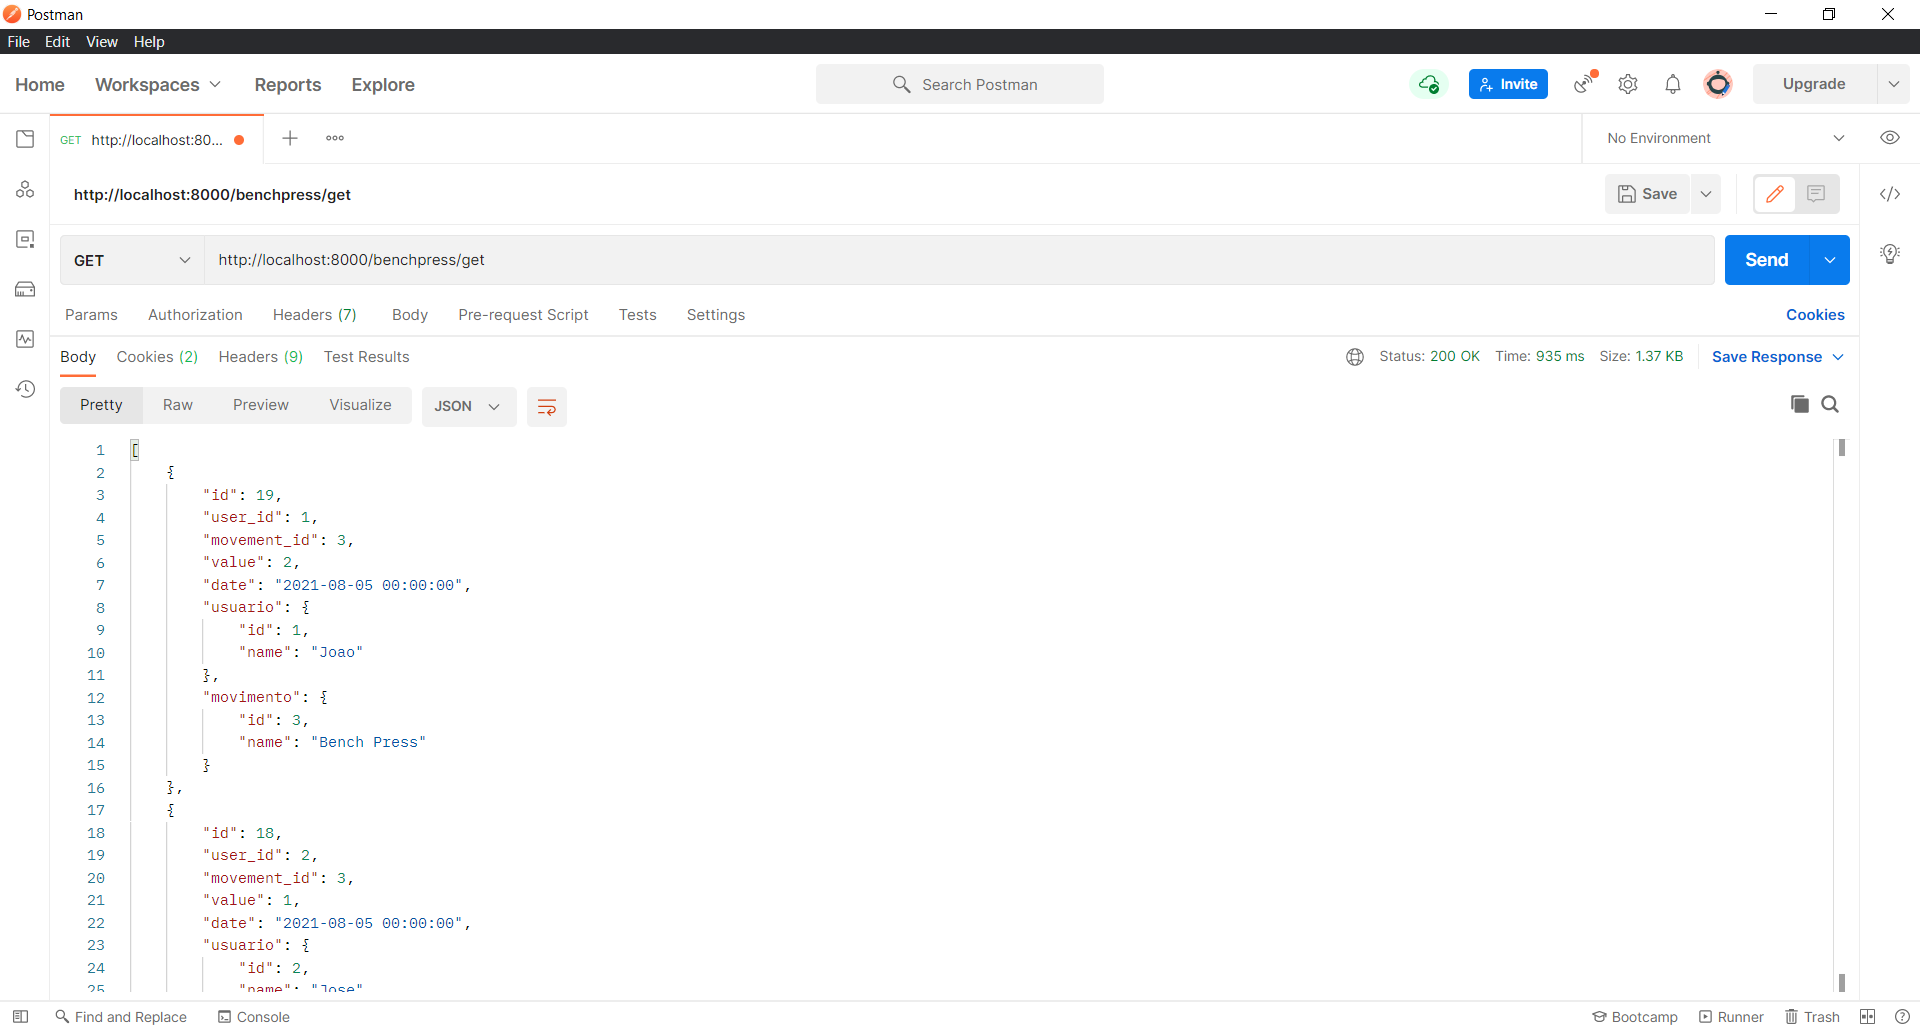 Postman
File Edit View Help
Home Workspaces Reports Explore Search Postman Invite Upgrade
GET http://localhost:80... No Environment
http://localhost:8000/benchpress/get Save
GET http://localhost:8000/benchpress/get Send
Params Authorization Headers (7) Body Pre-request Script Tests Settings Cookies
Body Cookies (2) Headers (9) Test Results Status: 200 OK Time: 935 ms Size: 1.37 KB Save Response
Pretty Raw Preview Visualize JSON
1 [
2 {
3 "id": 19,
4 "user_id": 1,
5 "movement_id": 3,
6 "value": 2,
7 "date": "2021-08-05 00:00:00",
8 "usuario": {
9 "id": 1,
10 "name": "Joao"
11 },
12 "movimento": {
13 "id": 3,
14 "name": "Bench Press"
15 }
16 },
17 {
18 "id": 18,
19 "user_id": 2,
20 "movement_id": 3,
21 "value": 1,
22 "date": "2021-08-05 00:00:00",
23 "usuario": {
24 "id": 2,
25 "name": "Jose"
Find and Replace Console Bootcamp Runner Trash